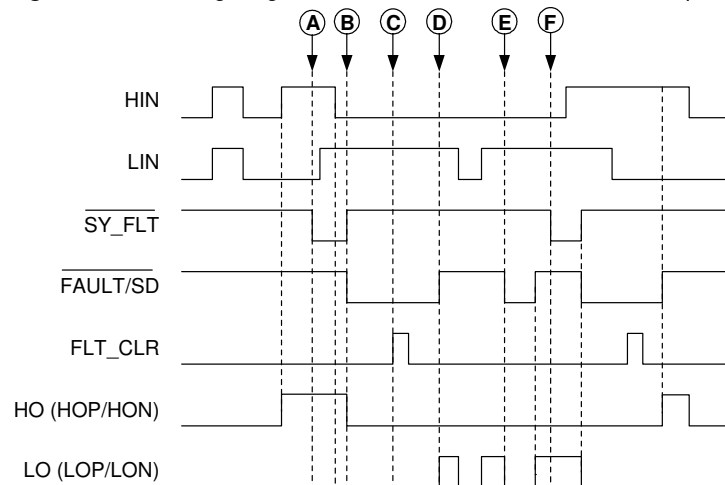 A B C D E F
HIN
LIN
SY_FLT
FAULT/SD
FLT_CLR
HO (HOP/HON)
LO (LOP/LON)